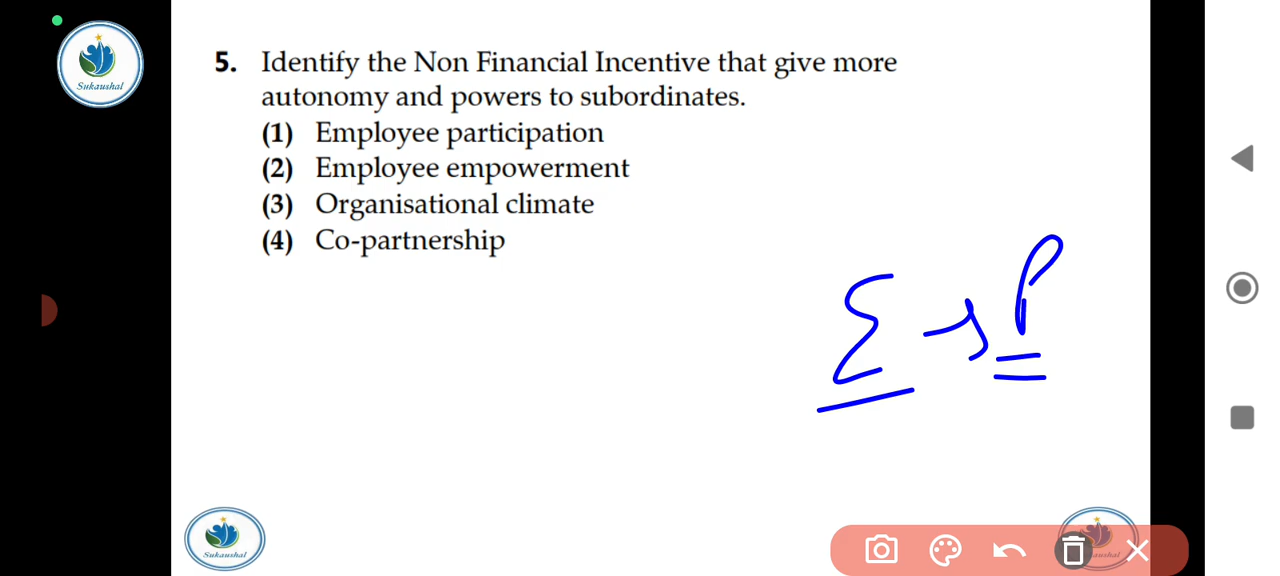 Sukaushal
5. Identify the Non Financial Incentive that give more
autonomy and powers to subordinates.
(1) Employee participation
(2) Employee empowerment
(3) Organisational climate
(4) Co-partnership
E → P
Sukaushal